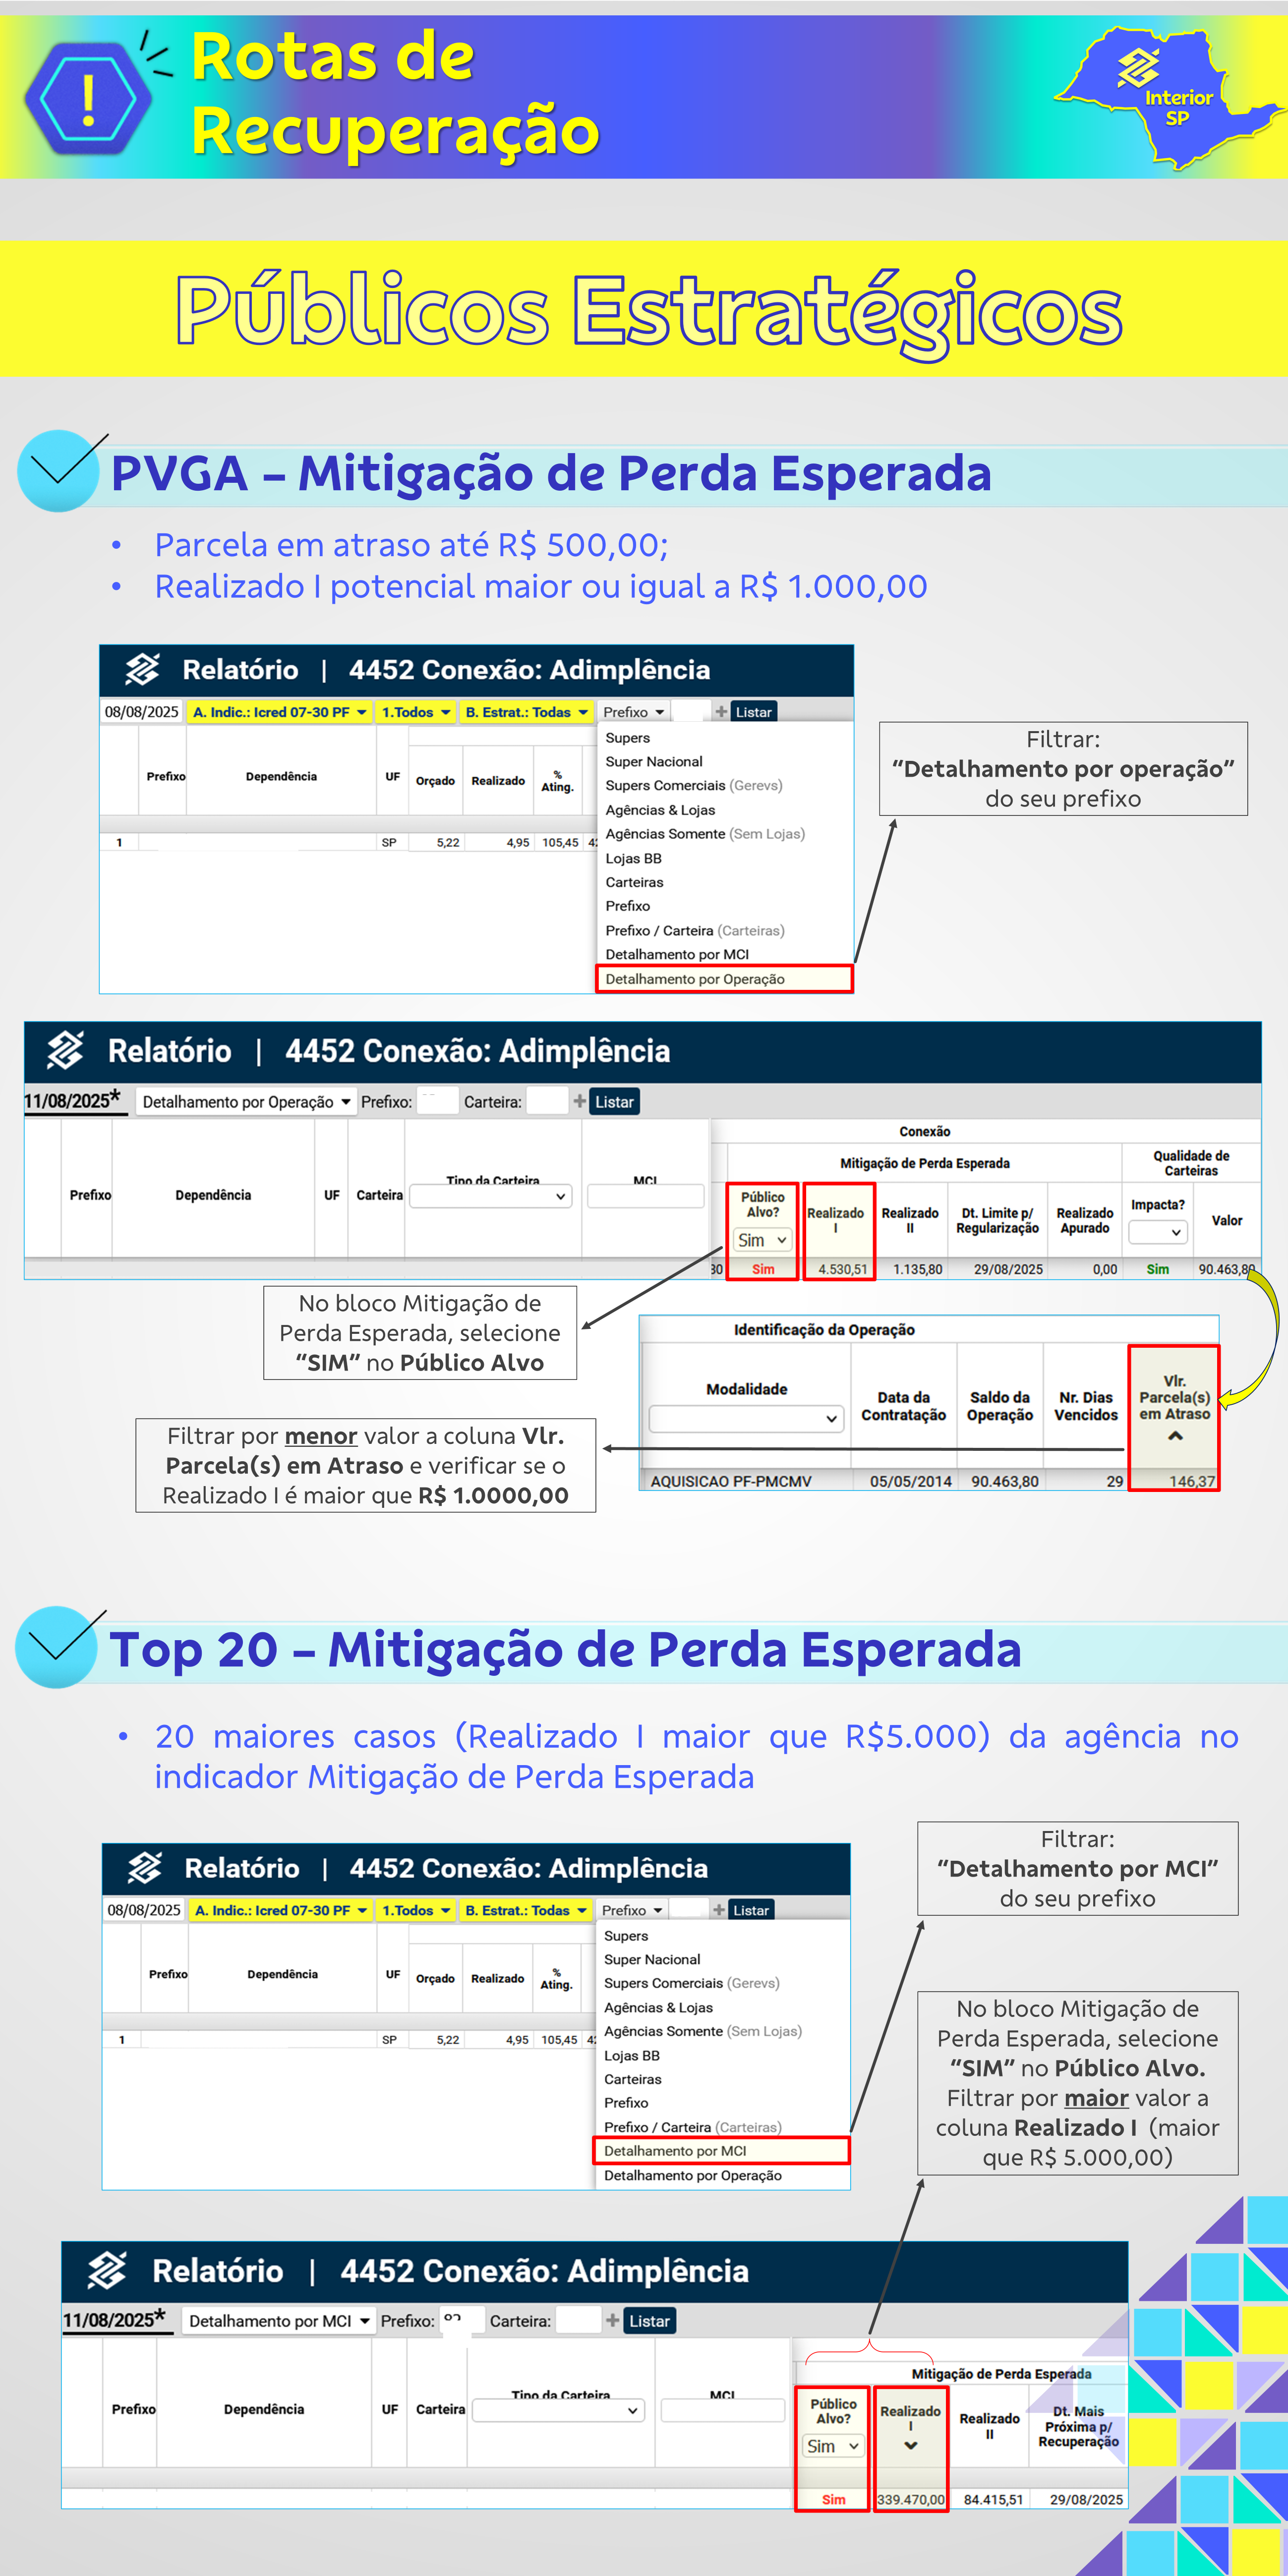 Rotas de
Recuperação
Interior
SP
Públicos Estratégicos
PVGA – Mitigação de Perda Esperada
• Parcela em atraso até R$ 500,00;
• Realizado I potencial maior ou igual a R$ 1.000,00
Relatório | 4452 Conexão: Adimplência
08/08/2025 A. Indic.: Icred 07-30 PF 1.Todos B. Estrat.: Todas Prefixo + Listar
Prefixo Dependência UF Orçado Realizado % Ating.
1 SP 5,22 4,95 105,45 42
Supers
Super Nacional
Supers Comerciais (Gerevs)
Agências & Lojas
Agências Somente (Sem Lojas)
Lojas BB
Carteiras
Prefixo
Prefixo / Carteira (Carteiras)
Detalhamento por MCI
Detalhamento por Operação
Filtrar:
“Detalhamento por operação”
do seu prefixo
Relatório | 4452 Conexão: Adimplência
11/08/2025* Detalhamento por Operação Prefixo: Carteira: + Listar
Conexão
Mitigação de Perda Esperada
Qualidade de
Carteiras
Prefixo Dependência UF Carteira Tipo da Carteira MCI
Público
Alvo?
Sim
Realizado
I
Realizado
II
Dt. Limite p/
Regularização
Realizado
Apurado
Impacta?
Valor
30 Sim 4.530,51 1.135,80 29/08/2025 0,00 Sim 90.463,80
No bloco Mitigação de
Perda Esperada, selecione
“SIM” no Público Alvo
Identificação da Operação
Modalidade
Data da
Contratação
Saldo da
Operação
Nr. Dias
Vencidos
Vlr.
Parcela(s)
em Atraso
AQUISICAO PF-PMCMV 05/05/2014 90.463,80 29 146,37
Filtrar por menor valor a coluna Vlr.
Parcela(s) em Atraso e verificar se o
Realizado I é maior que R$ 1.0000,00
Top 20 – Mitigação de Perda Esperada
• 20 maiores casos (Realizado I maior que R$5.000) da agência no
indicador Mitigação de Perda Esperada
Relatório | 4452 Conexão: Adimplência
08/08/2025 A. Indic.: Icred 07-30 PF 1.Todos B. Estrat.: Todas Prefixo + Listar
Prefixo Dependência UF Orçado Realizado % Ating.
1 SP 5,22 4,95 105,45 42
Supers
Super Nacional
Supers Comerciais (Gerevs)
Agências & Lojas
Agências Somente (Sem Lojas)
Lojas BB
Carteiras
Prefixo
Prefixo / Carteira (Carteiras)
Detalhamento por MCI
Detalhamento por Operação
Filtrar:
“Detalhamento por MCI”
do seu prefixo
No bloco Mitigação de
Perda Esperada, selecione
“SIM” no Público Alvo.
Filtrar por maior valor a
coluna Realizado I (maior
que R$ 5.000,00)
Relatório | 4452 Conexão: Adimplência
11/08/2025* Detalhamento por MCI Prefixo: Carteira: + Listar
Mitigação de Perda Esperada
Prefixo Dependência UF Carteira Tipo da Carteira MCI
Público
Alvo?
Sim
Realizado
I
Realizado
II
Dt. Mais
Próxima p/
Recuperação
Sim 339.470,00 84.415,51 29/08/2025